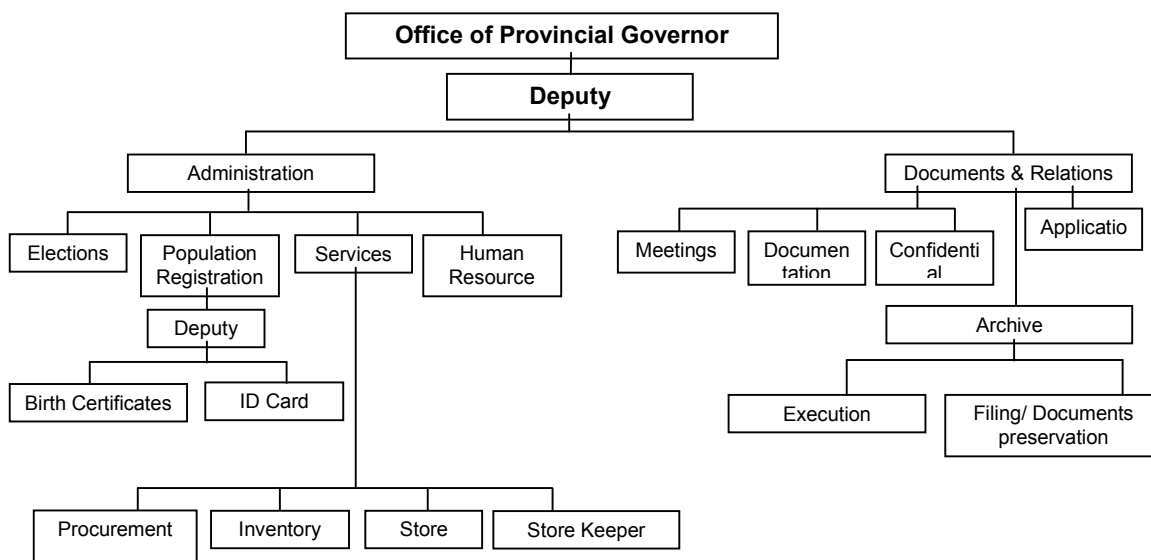 Office of Provincial Governor
Deputy
Administration
Documents & Relations
Elections
Population
Registration
Services
Human
Resource
Meetings
Documen
tation
Confidenti
al
Applicatio
Deputy
Archive
Birth Certificates
ID Card
Execution
Filing/ Documents
preservation
Procurement
Inventory
Store
Store Keeper